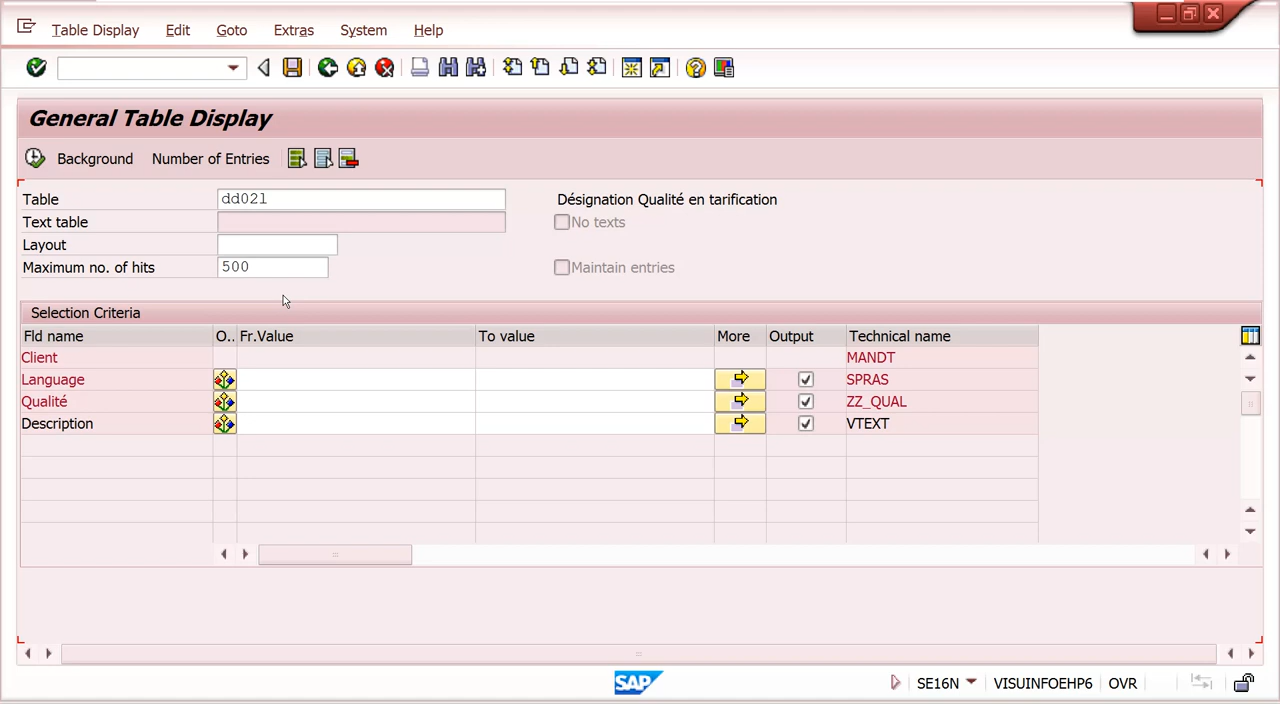 Table Display Edit Goto Extras System Help
General Table Display
Background Number of Entries
Table dd02l Désignation Qualité en tarification
Text table No texts
Layout
Maximum no. of hits 500 Maintain entries
Selection Criteria
Fld name O.. Fr.Value To value More Output Technical name
Client MANDT
Language SPRAS
Qualité ZZ_QUAL
Description VTEXT
SAP SE16N VISUINFOEHP6 OVR